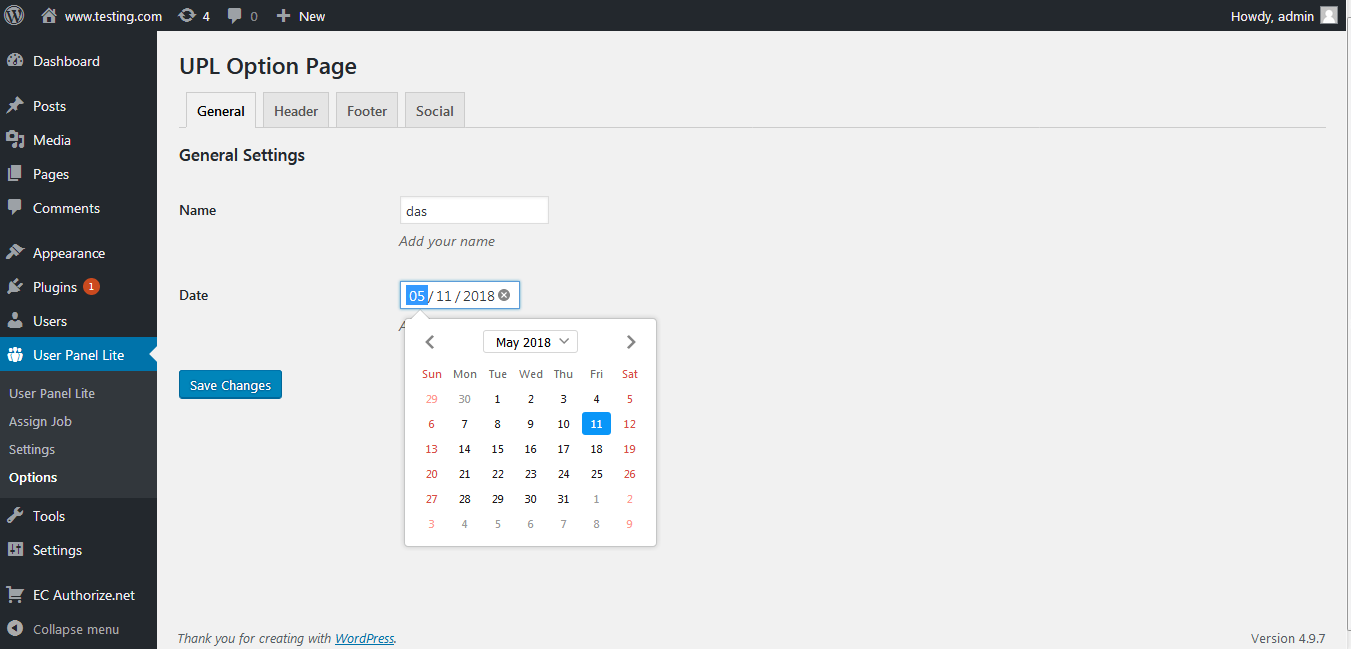 www.testing.com 4 0 New Howdy, admin
Dashboard
Posts
Media
Pages
Comments
Appearance
Plugins 1
Users
User Panel Lite
User Panel Lite
Assign Job
Settings
Options
Tools
Settings
EC Authorize.net
Collapse menu
UPL Option Page
General Header Footer Social
General Settings
Name das
Add your name
Date 05/11/2018
May 2018
Sun Mon Tue Wed Thu Fri Sat
29 30 1 2 3 4 5
6 7 8 9 10 11 12
13 14 15 16 17 18 19
20 21 22 23 24 25 26
27 28 29 30 31 1 2
3 4 5 6 7 8 9
Save Changes
Thank you for creating with WordPress. Version 4.9.7